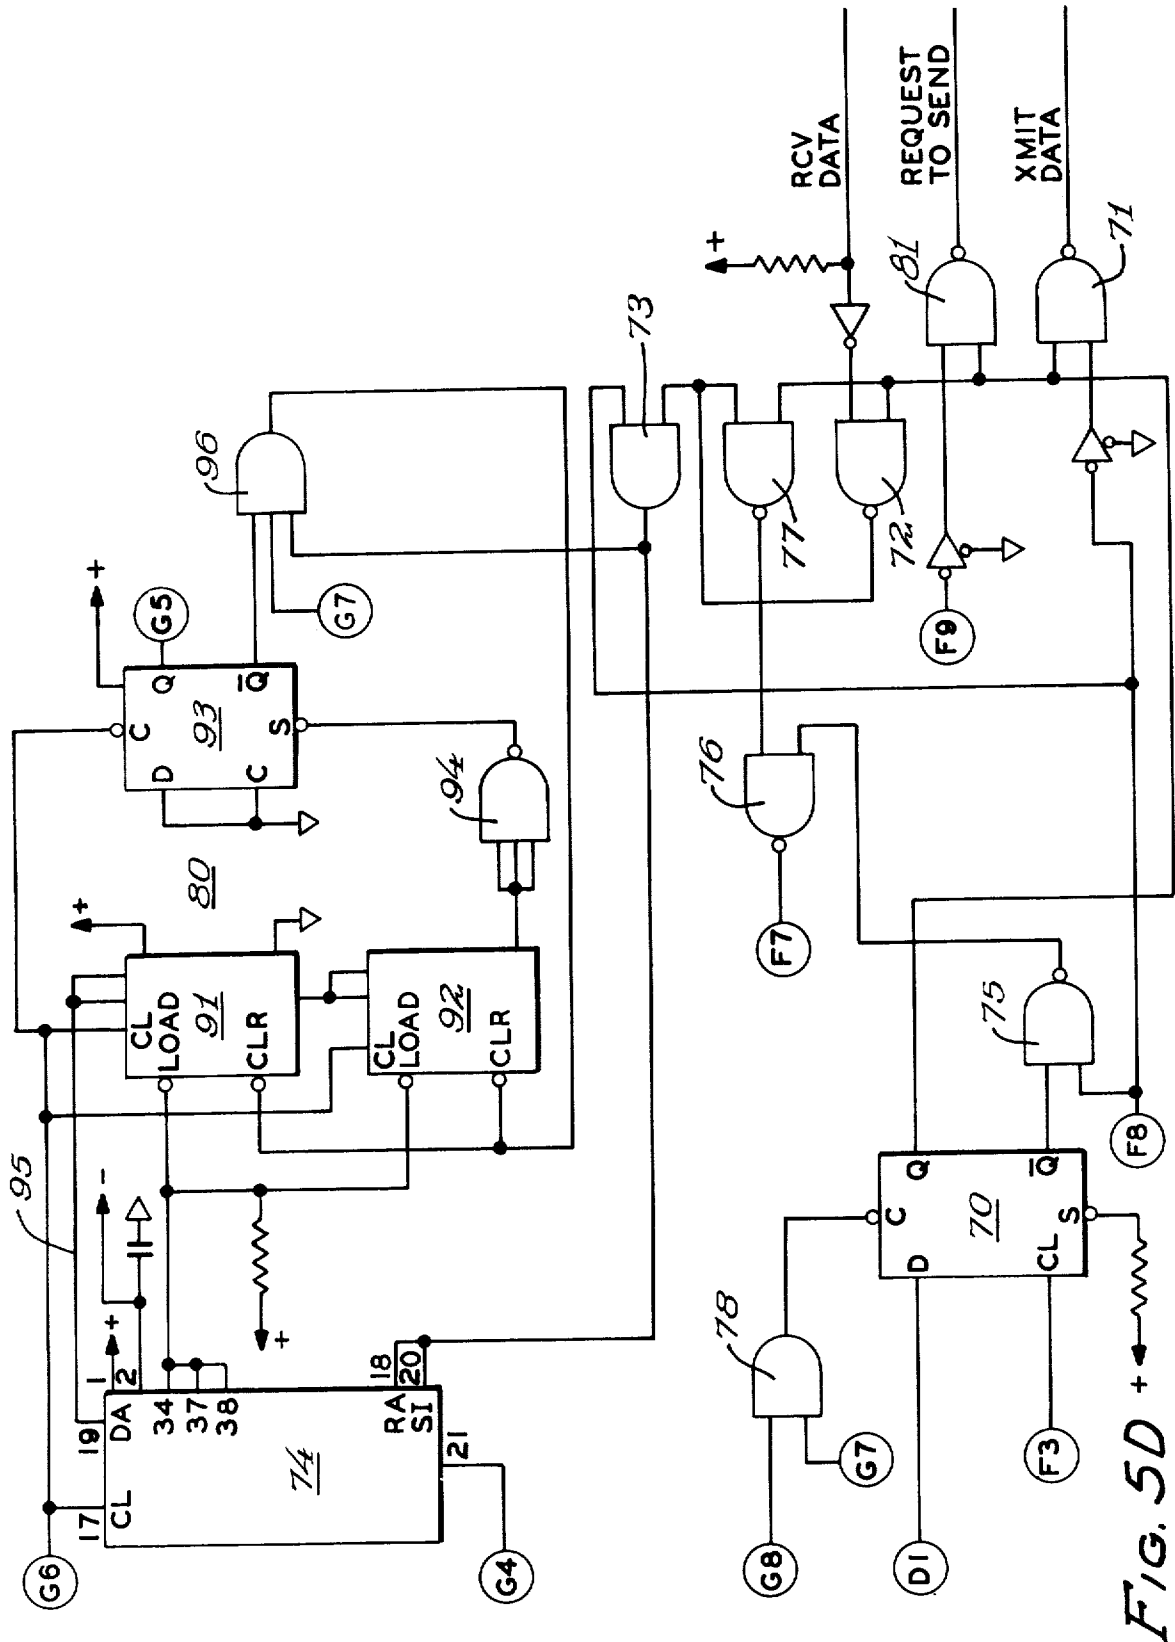 G6
17
CL
19
DA
1
2
+
-
95
34
37
38
74
RA
SI
18
20
21
G4
+
CL
LOAD
91
CLR
+
80
CL
LOAD
92
CLR
D
C
93
Q
Q
C
S
+
G5
94
G7
96
73
+
RCV
DATA
REQUEST
TO SEND
XMIT
DATA
77
72
81
71
F9
76
F7
75
F8
G8
G7
78
D1
F3
D
CL
70
C
S
Q
Q
+
FIG. 5D